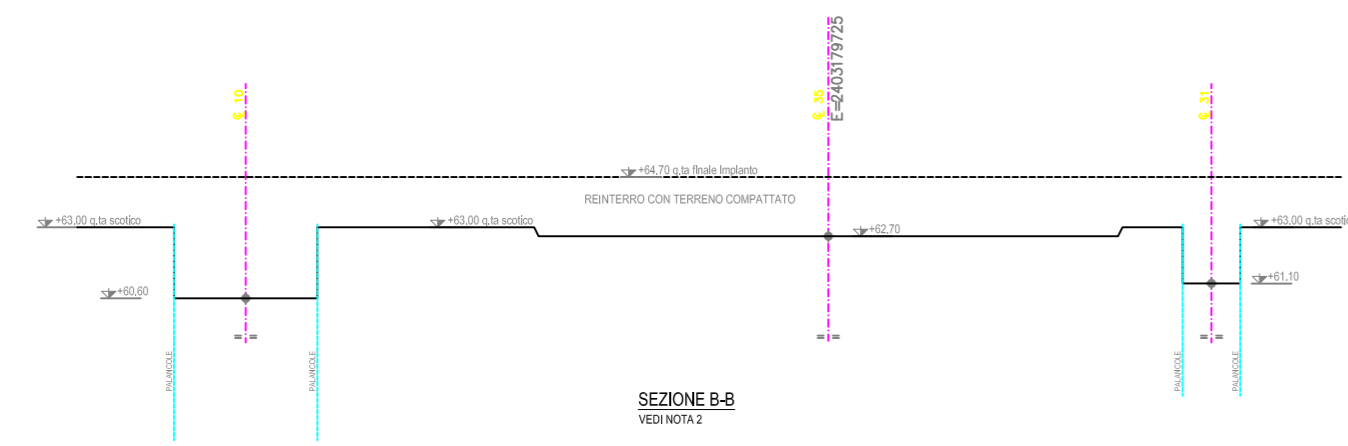 E=2403179725
℄ 10
℄ 35
℄ 31
+64,70 q.ta finale Impianto
REINTERRO CON TERRENO COMPATTATO
+63,00 q.ta scotico
+63,00 q.ta scotico
+63,00 q.ta scotico
+62,70
+61,10
+60,60
= =
= =
= =
PALANCOLE
PALANCOLE
PALANCOLE
PALANCOLE
SEZIONE B-B
VEDI NOTA 2